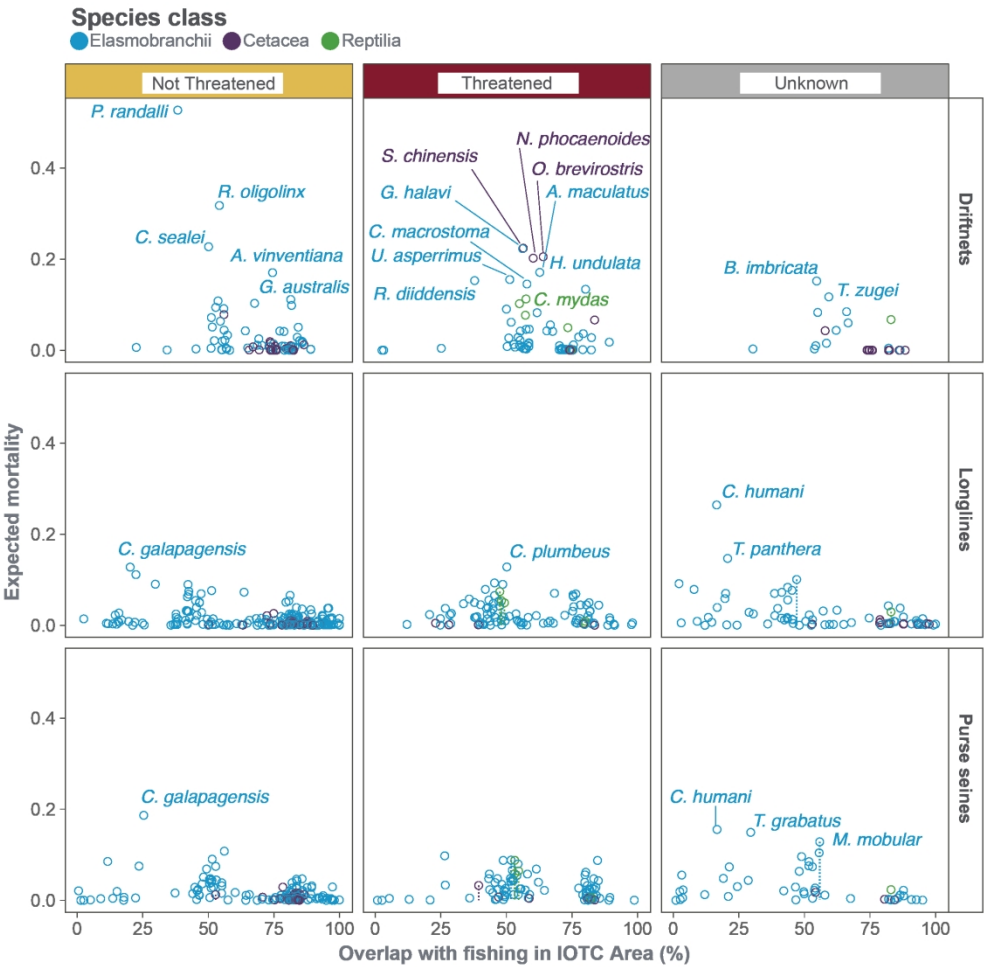 Species class
Elasmobranchii Cetacea Reptilia
Not Threatened Threatened Unknown
P. randalli
R. oligolinx
C. sealei
A. vinventiana
G. australis
N. phocaenoides
S. chinensis
O. brevirostris
G. halavi
A. maculatus
C. macrostoma
U. asperrimus
H. undulata
R. diiddensis
C. mydas
B. imbricata
T. zugei
Driftnets
0.4
0.2
0.0
C. galapagensis
C. plumbeus
C. humani
T. panthera
Longlines
0.4
0.2
0.0
Expected mortality
C. galapagensis
C. humani
T. grabatus
M. mobular
Purse seines
0.4
0.2
0.0
0 25 50 75 100 0 25 50 75 100 0 25 50 75 100
Overlap with fishing in IOTC Area (%)